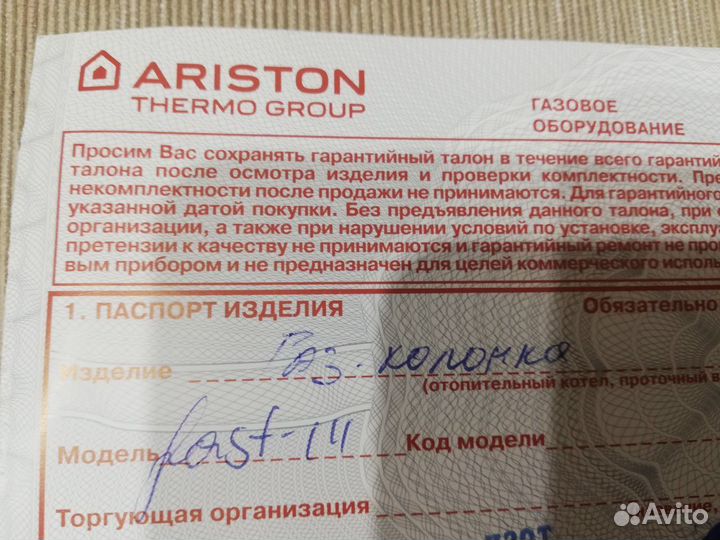 ARISTON
THERMO GROUP
ГАЗОВОЕ
ОБОРУДОВАНИЕ
Просим Вас сохранять гарантийный талон в течение всего гарантий
талона после осмотра изделия и проверки комплектности. Пре
некомплектности после продажи не принимаются. Для гарантийного
указанной датой покупки. Без предъявления данного талона, при
организации, а также при нарушении условий по установке, эксплуа
претензии к качеству не принимаются и гарантийный ремонт не про
вым прибором и не предназначен для целей коммерческого исполь
1. ПАСПОРТ ИЗДЕЛИЯ Обязательно
Изделие Газ-колонка
(отопительный котел, проточный в
Модель fast-III Код модели
Торгующая организация
Avito